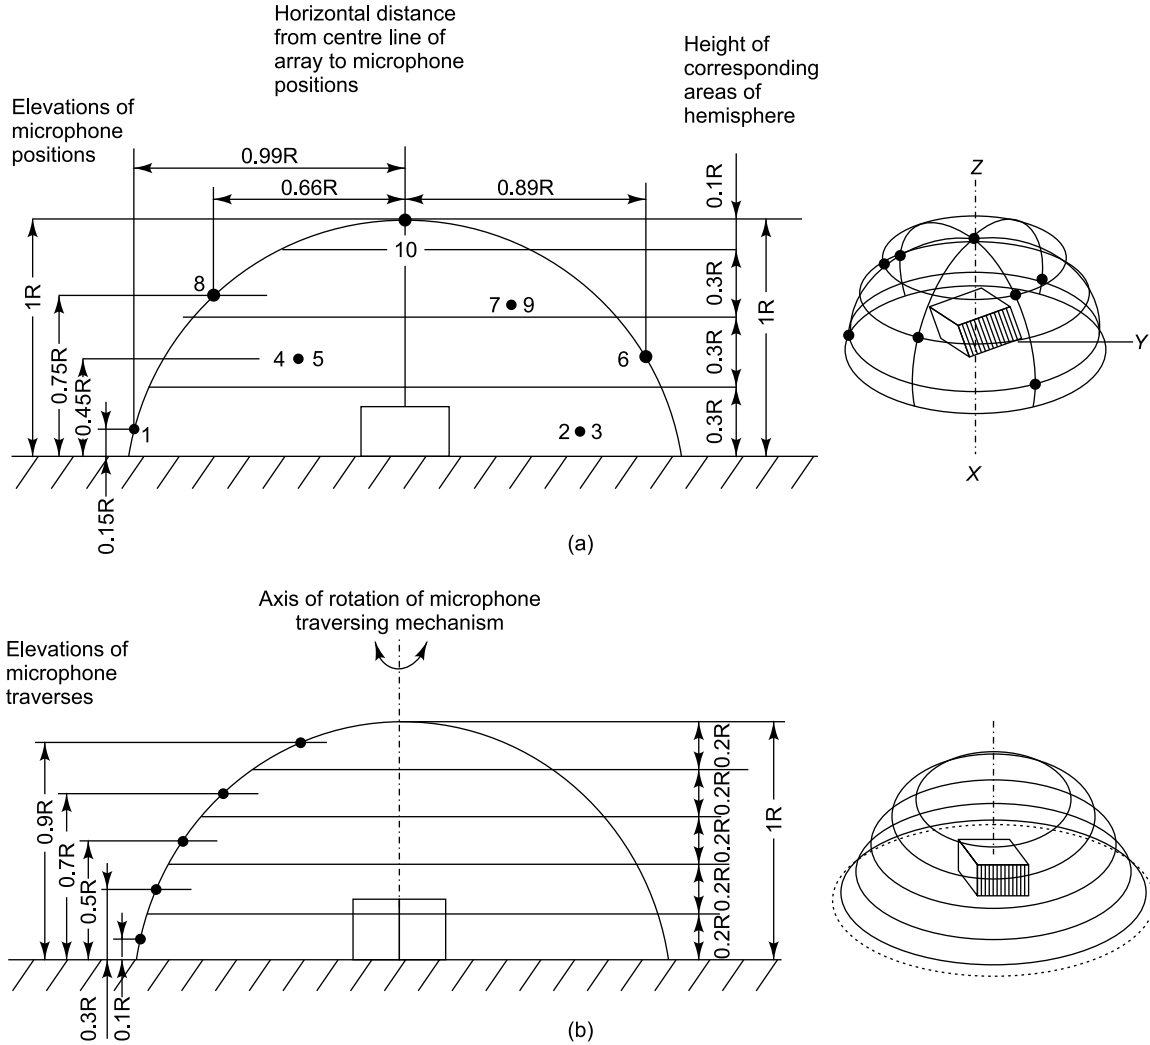 Horizontal distance
from centre line of
array to microphone
positions
Height of
corresponding
areas of
hemisphere
Elevations of
microphone
positions
0.99R
0.66R
0.89R
0.1R
Z
10
8
7 9
1R
0.75R
0.45R
0.3R
1R
4 5
6
0.3R
Y
1
2 3
0.3R
X
0.15R
(a)
Axis of rotation of microphone
traversing mechanism
Elevations of
microphone
traverses
0.9R
0.7R
0.5R
0.3R
0.1R
0.2R
0.2R
0.2R
0.2R
0.2R
1R
(b)